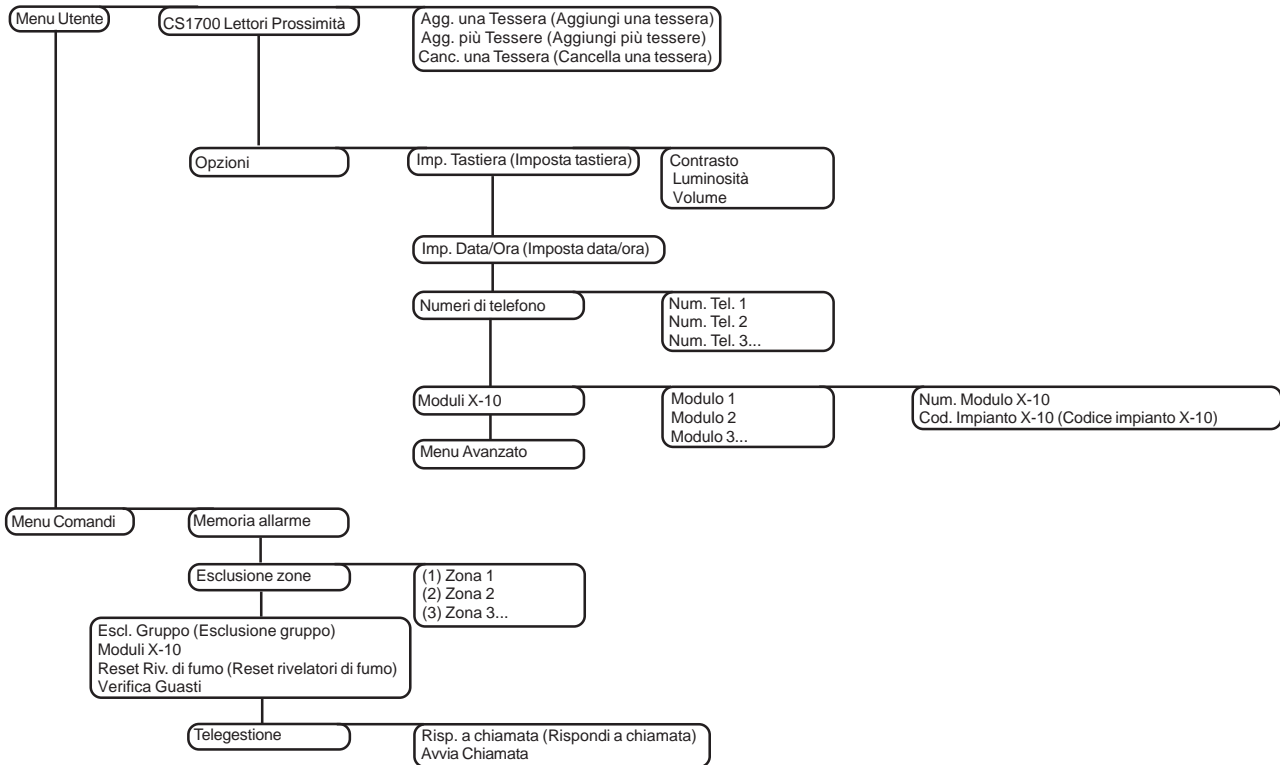 Menu Utente
CS1700 Lettori Prossimità
Agg. una Tessera (Aggiungi una tessera)
Agg. più Tessere (Aggiungi più tessere)
Canc. una Tessera (Cancella una tessera)
Opzioni
Imp. Tastiera (Imposta tastiera)
Contrasto
Luminosità
Volume
Imp. Data/Ora (Imposta data/ora)
Numeri di telefono
Num. Tel. 1
Num. Tel. 2
Num. Tel. 3...
Moduli X-10
Modulo 1
Modulo 2
Modulo 3...
Num. Modulo X-10
Cod. Impianto X-10 (Codice impianto X-10)
Menu Avanzato
Menu Comandi
Memoria allarme
Esclusione zone
(1) Zona 1
(2) Zona 2
(3) Zona 3...
Escl. Gruppo (Esclusione gruppo)
Moduli X-10
Reset Riv. di fumo (Reset rivelatori di fumo)
Verifica Guasti
Telegestione
Risp. a chiamata (Rispondi a chiamata)
Avvia Chiamata